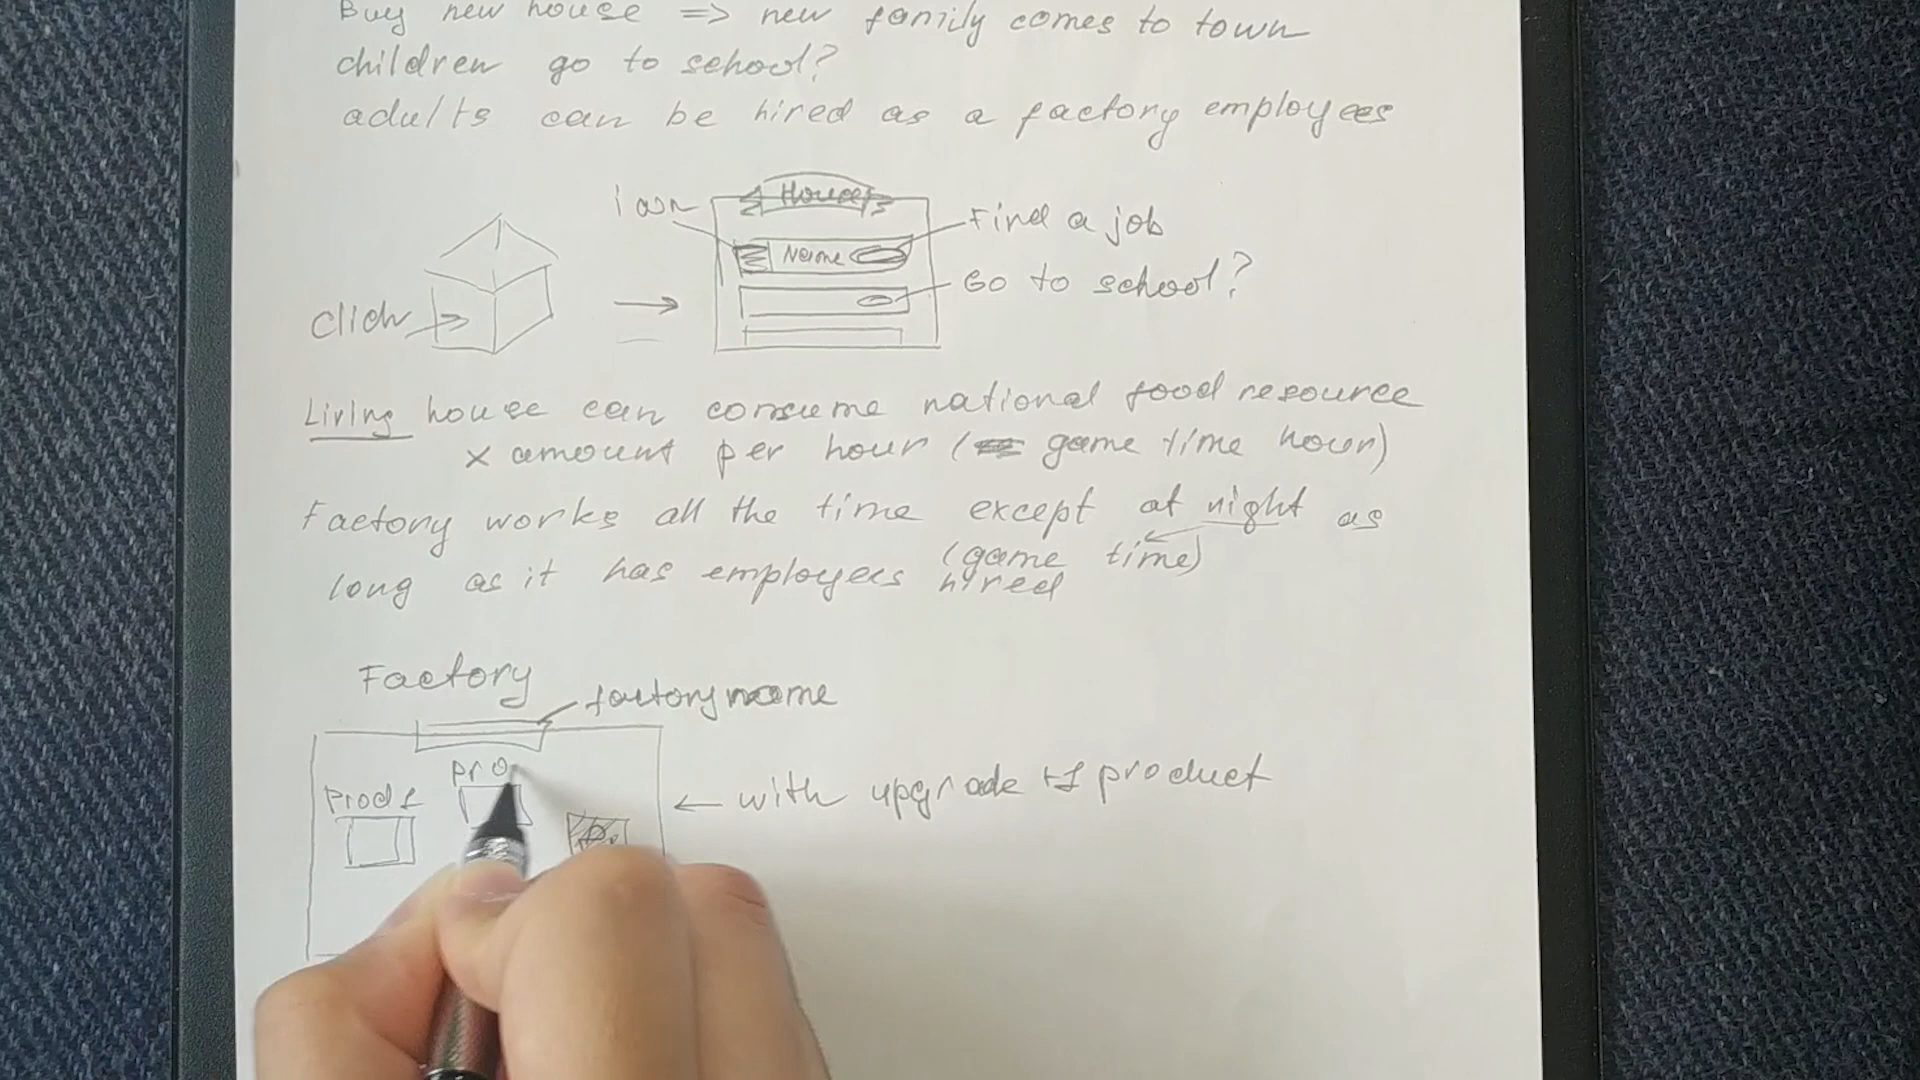 Buy new house => new family comes to town
children go to school?
adults can be hired as a factory employees
House
Icon
Name
Find a job
Go to school?
Click
Living house can consume national food resource
x amount per hour ( game time hour)
Factory works all the time except at night as
(game time)
long as it has employees hired
Factory
factory name
Pro
Prod 1
← with upgrade +1 product